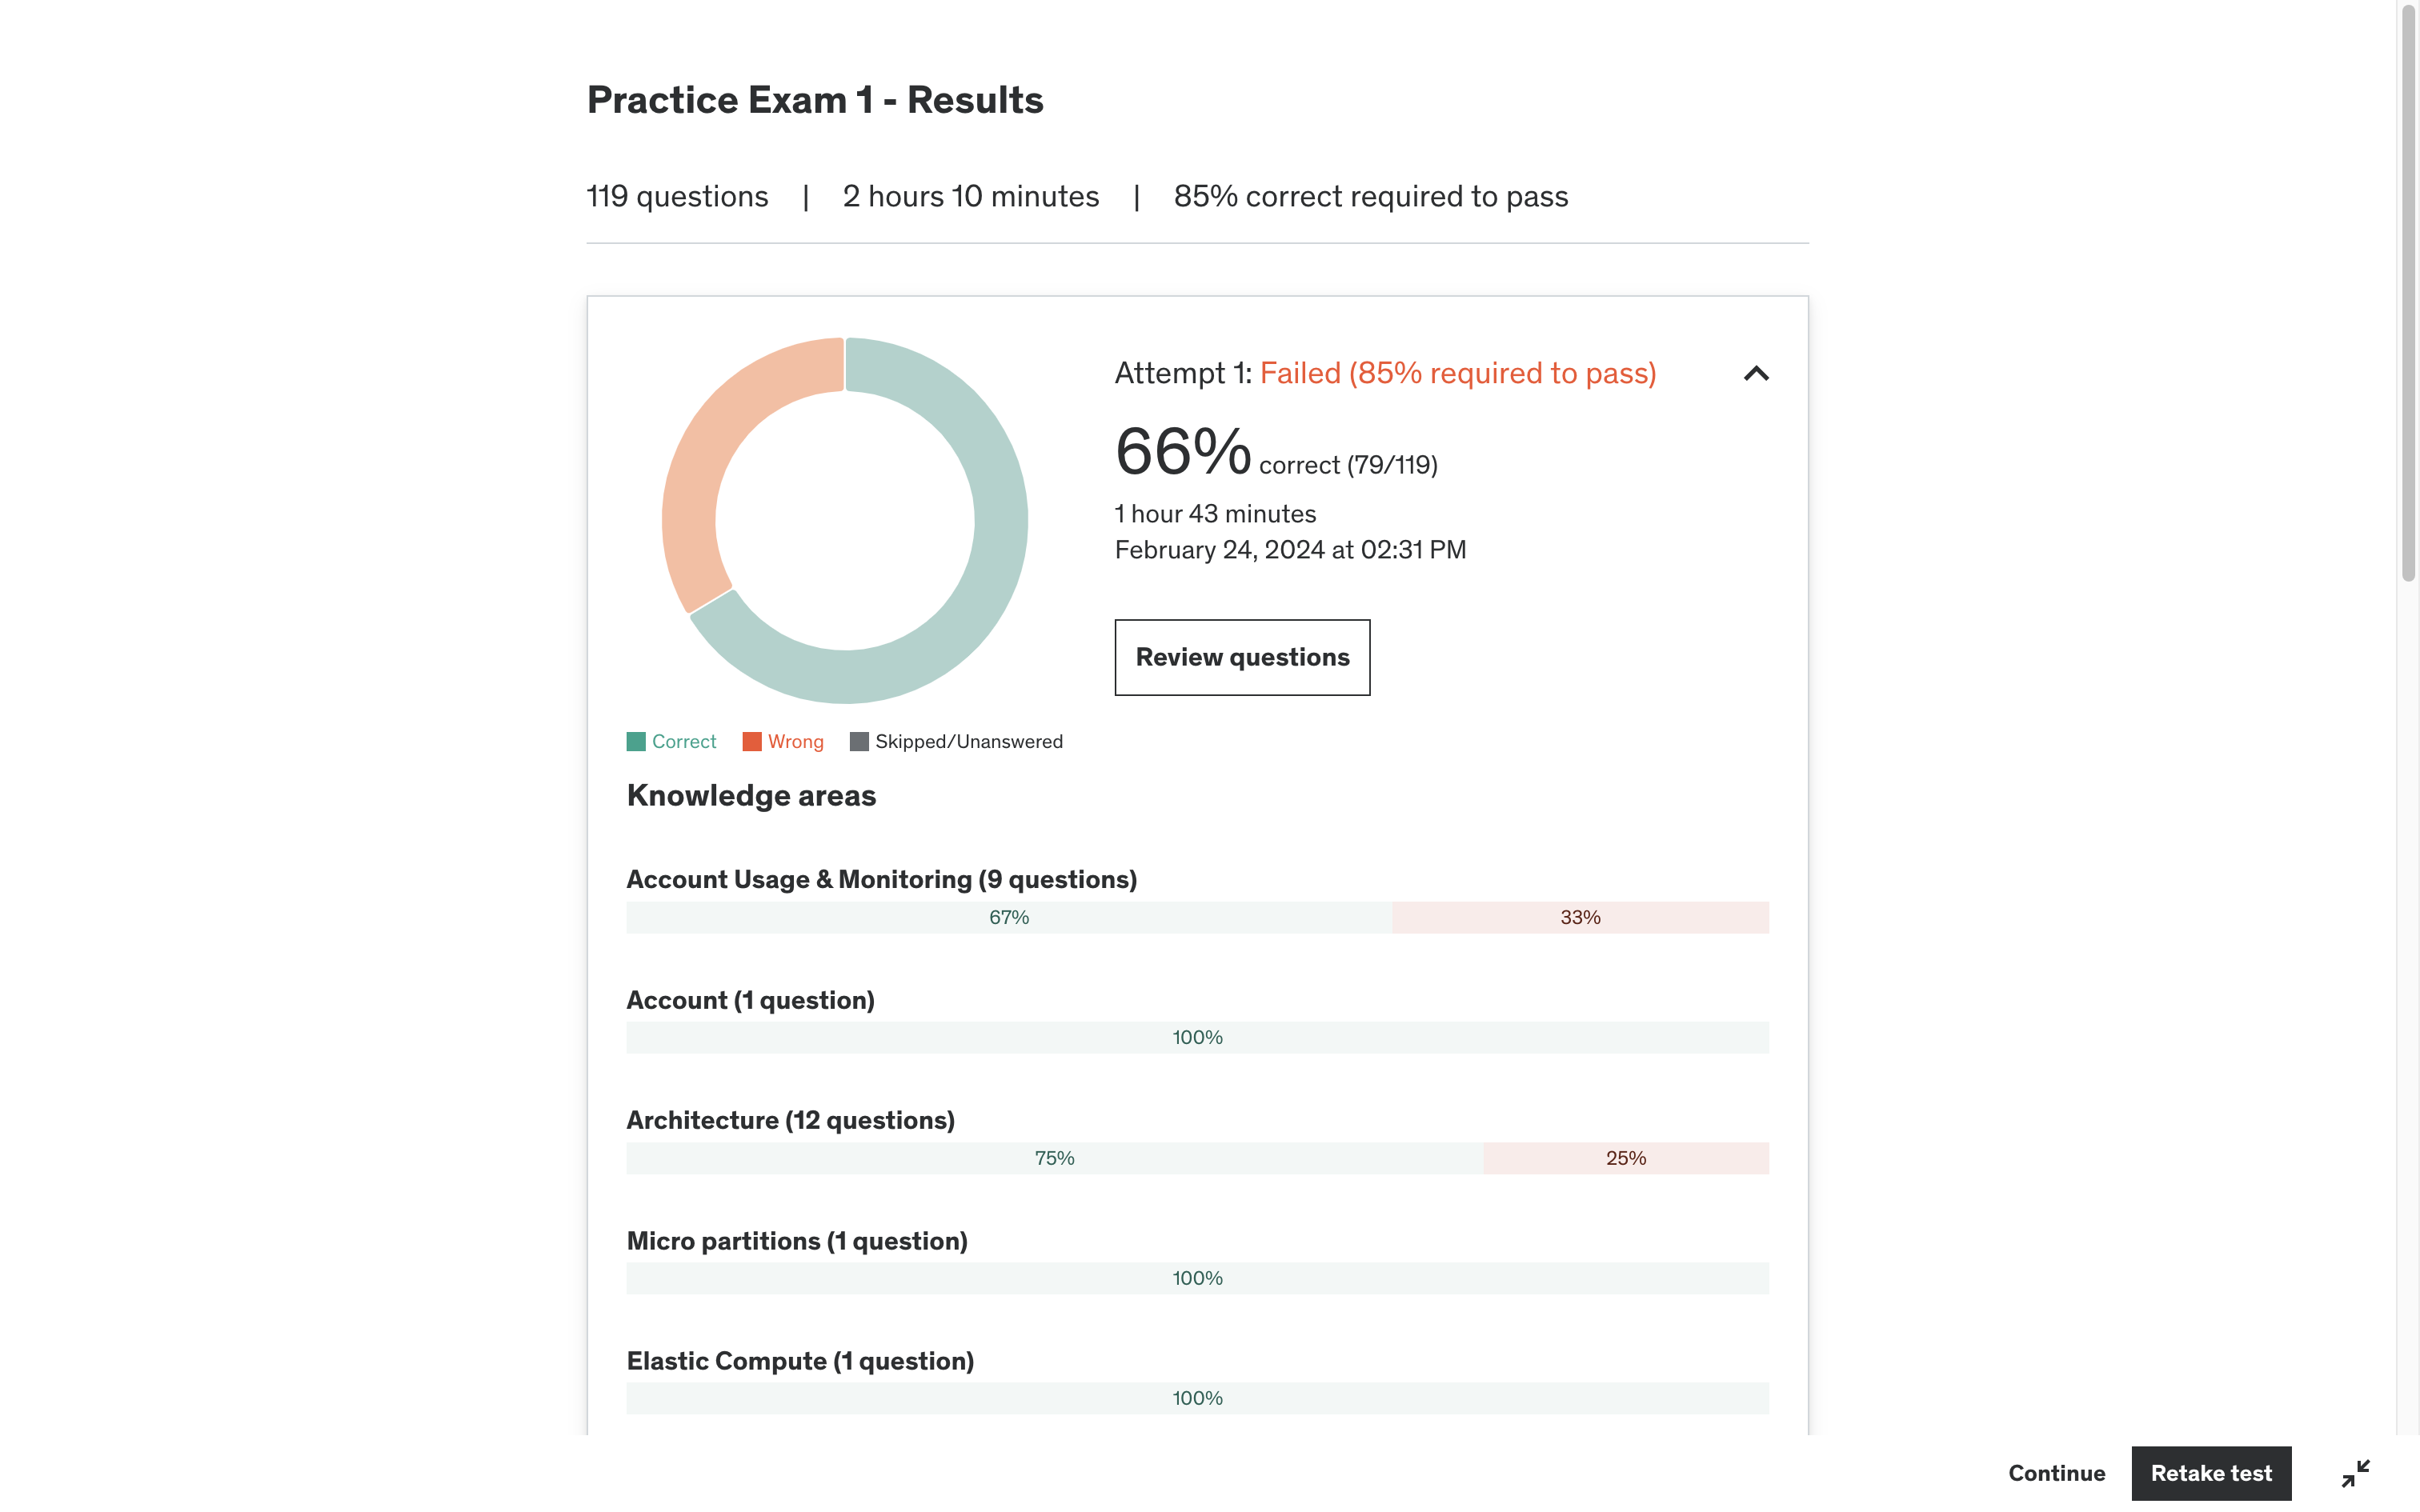 Practice Exam 1 - Results
119 questions | 2 hours 10 minutes | 85% correct required to pass
Attempt 1: Failed (85% required to pass)
66% correct (79/119)
1 hour 43 minutes
February 24, 2024 at 02:31 PM
Review questions
Correct Wrong Skipped/Unanswered
Knowledge areas
Account Usage & Monitoring (9 questions)
67% 33%
Account (1 question)
100%
Architecture (12 questions)
75% 25%
Micro partitions (1 question)
100%
Elastic Compute (1 question)
100%
Continue Retake test